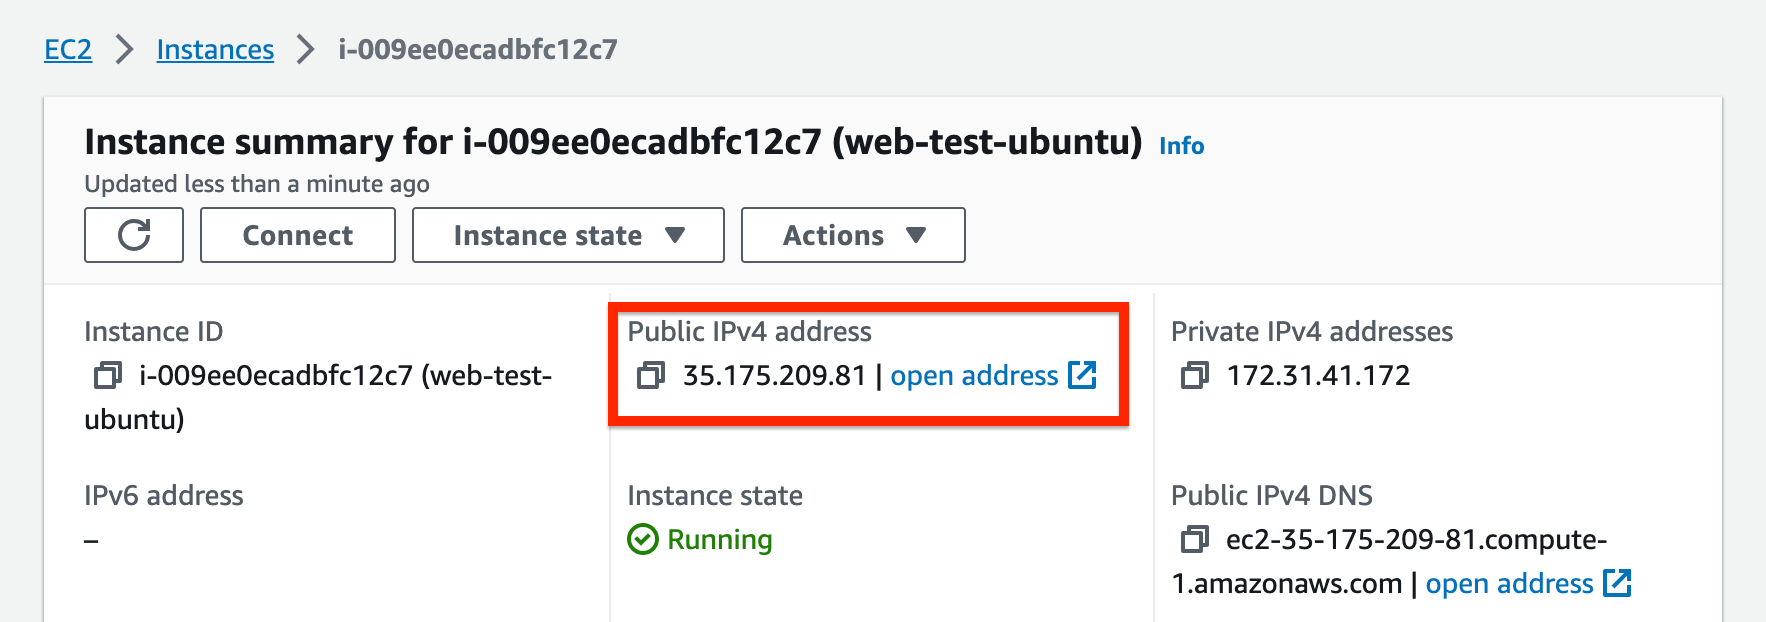 EC2 Instances i-009ee0ecadbfc12c7
Instance summary for i-009ee0ecadbfc12c7 (web-test-ubuntu) Info
Updated less than a minute ago
Connect Instance state Actions
Instance ID
i-009ee0ecadbfc12c7 (web-test-
ubuntu)
Public IPv4 address
35.175.209.81 | open address
Private IPv4 addresses
172.31.41.172
IPv6 address
–
Instance state
Running
Public IPv4 DNS
ec2-35-175-209-81.compute-
1.amazonaws.com | open address